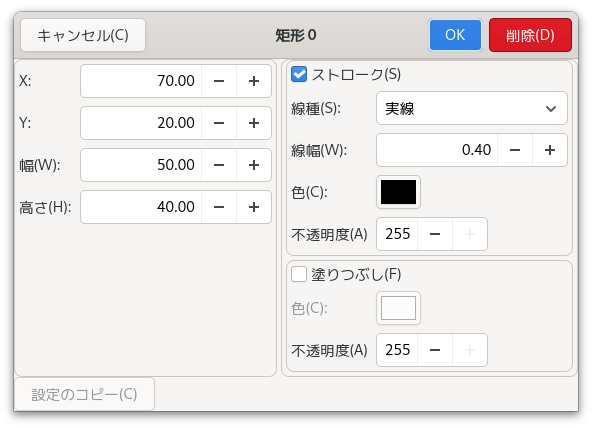 キャンセル(C)
矩形 0
OK
削除(D)
X:
70.00
Y:
20.00
幅(W):
50.00
高さ(H):
40.00
ストローク(S)
線種(S):
実線
線幅(W):
0.40
色(C):
不透明度(A)
255
塗りつぶし(F)
色(C):
不透明度(A)
255
設定のコピー(C)